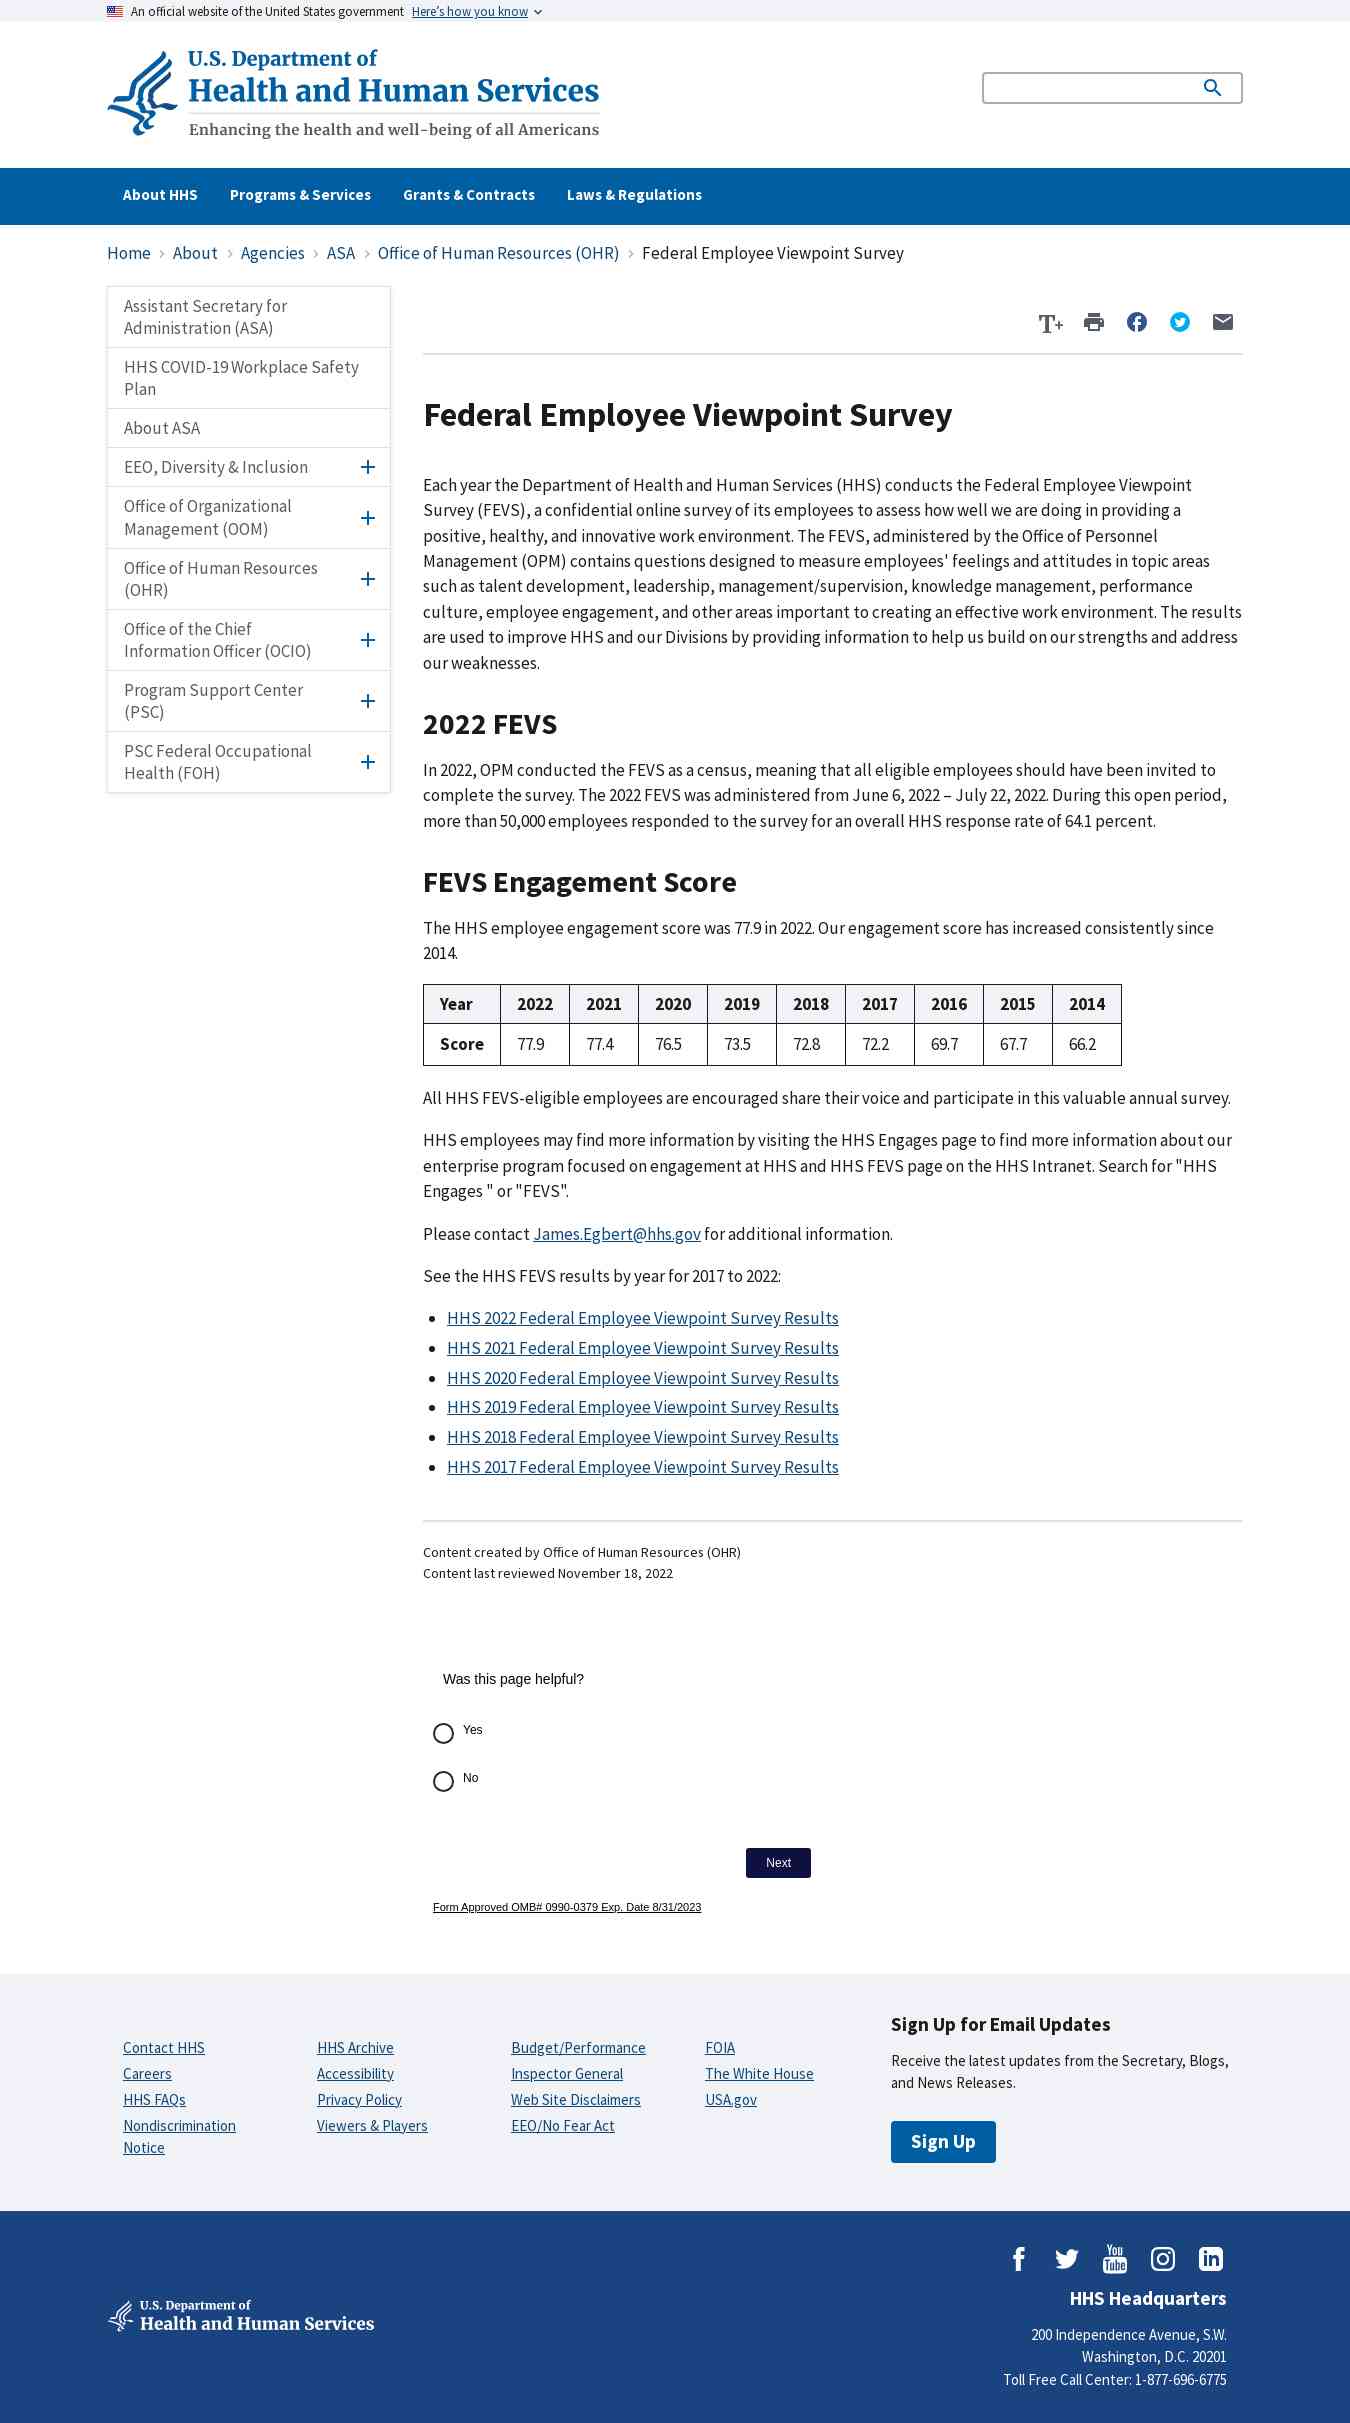 An official website of the United States government Here's how you know
U.S. Department of
Health and Human Services
Enhancing the health and well-being of all Americans
About HHS Programs & Services Grants & Contracts Laws & Regulations
Home > About > Agencies > ASA > Office of Human Resources (OHR) > Federal Employee Viewpoint Survey
Assistant Secretary for
Administration (ASA)
HHS COVID-19 Workplace Safety
Plan
About ASA
EEO, Diversity & Inclusion
Office of Organizational
Management (OOM)
Office of Human Resources
(OHR)
Office of the Chief
Information Officer (OCIO)
Program Support Center
(PSC)
PSC Federal Occupational
Health (FOH)
T+
Federal Employee Viewpoint Survey
Each year the Department of Health and Human Services (HHS) conducts the Federal Employee Viewpoint
Survey (FEVS), a confidential online survey of its employees to assess how well we are doing in providing a
positive, healthy, and innovative work environment. The FEVS, administered by the Office of Personnel
Management (OPM) contains questions designed to measure employees' feelings and attitudes in topic areas
such as talent development, leadership, management/supervision, knowledge management, performance
culture, employee engagement, and other areas important to creating an effective work environment. The results
are used to improve HHS and our Divisions by providing information to help us build on our strengths and address
our weaknesses.
2022 FEVS
In 2022, OPM conducted the FEVS as a census, meaning that all eligible employees should have been invited to
complete the survey. The 2022 FEVS was administered from June 6, 2022 – July 22, 2022. During this open period,
more than 50,000 employees responded to the survey for an overall HHS response rate of 64.1 percent.
FEVS Engagement Score
The HHS employee engagement score was 77.9 in 2022. Our engagement score has increased consistently since
2014.
Year 2022 2021 2020 2019 2018 2017 2016 2015 2014
Score 77.9 77.4 76.5 73.5 72.8 72.2 69.7 67.7 66.2
All HHS FEVS-eligible employees are encouraged share their voice and participate in this valuable annual survey.
HHS employees may find more information by visiting the HHS Engages page to find more information about our
enterprise program focused on engagement at HHS and HHS FEVS page on the HHS Intranet. Search for "HHS
Engages " or "FEVS".
Please contact James.Egbert@hhs.gov for additional information.
See the HHS FEVS results by year for 2017 to 2022:
• HHS 2022 Federal Employee Viewpoint Survey Results
• HHS 2021 Federal Employee Viewpoint Survey Results
• HHS 2020 Federal Employee Viewpoint Survey Results
• HHS 2019 Federal Employee Viewpoint Survey Results
• HHS 2018 Federal Employee Viewpoint Survey Results
• HHS 2017 Federal Employee Viewpoint Survey Results
Content created by Office of Human Resources (OHR)
Content last reviewed November 18, 2022
Was this page helpful?
Yes
No
Next
Form Approved OMB# 0990-0379 Exp. Date 8/31/2023
Contact HHS
Careers
HHS FAQs
Nondiscrimination
Notice
HHS Archive
Accessibility
Privacy Policy
Viewers & Players
Budget/Performance
Inspector General
Web Site Disclaimers
EEO/No Fear Act
FOIA
The White House
USA.gov
Sign Up for Email Updates
Receive the latest updates from the Secretary, Blogs,
and News Releases.
Sign Up
You
Tube
in
U.S. Department of
Health and Human Services
HHS Headquarters
200 Independence Avenue, S.W.
Washington, D.C. 20201
Toll Free Call Center: 1-877-696-6775